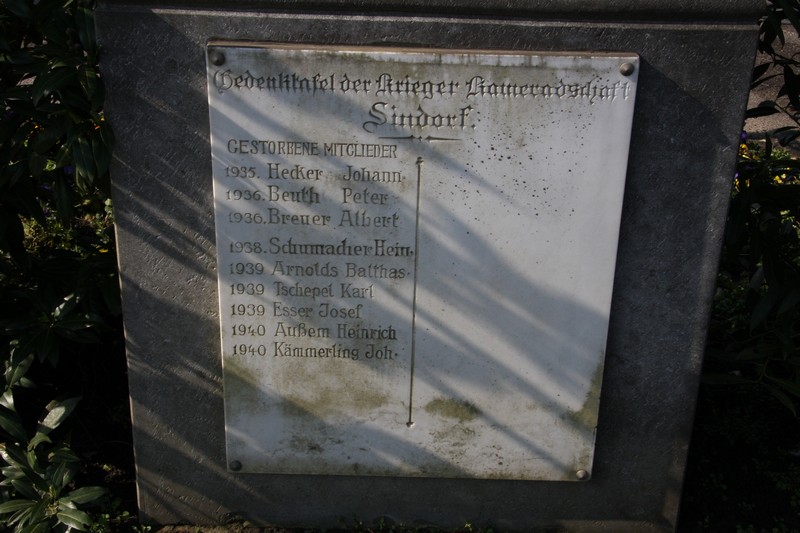 Gedenktafel der Krieger Kameradschaft
Sindorf.
GESTORBENE MITGLIEDER
1935. Hecker Johann.
1936. Beuth Peter
1936. Breuer Albert
1938. Schumacher Hein.
1939 Arnolds Balthas.
1939 Tschepel Karl
1939 Esser Josef
1940 Außem Heinrich
1940 Kämmerling Joh.